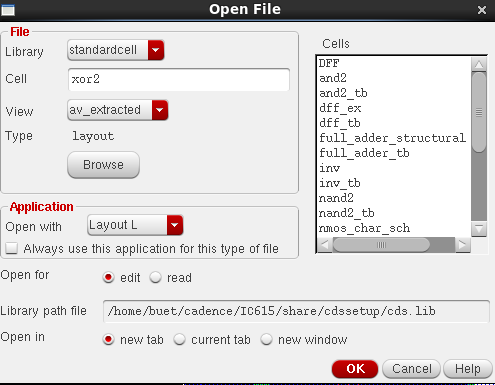 Open File
File
Library standardcell
Cell xor2
View av_extracted
Type layout
Browse
Application
Open with Layout L
Always use this application for this type of file
Cells
DFF
and2
and2_tb
dff_ex
dff_tb
full_adder_structural
full_adder_tb
inv
inv_tb
nand2
nand2_tb
nmos_char_sch
Open for edit read
Library path file /home/buet/cadence/IC615/share/cdssetup/cds.lib
Open in new tab current tab new window
OK Cancel Help